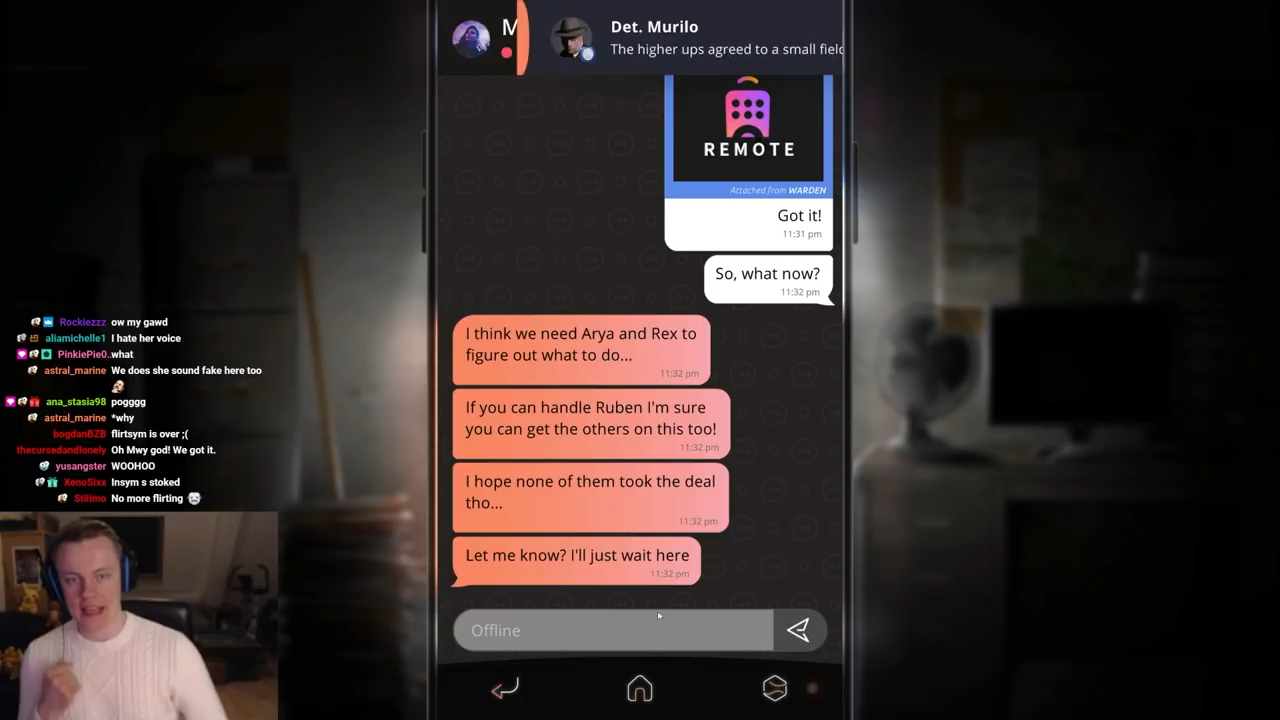 M
Det. Murilo
The higher ups agreed to a small field
REMOTE
Attached from WARDEN
Got it!
11:31 pm
So, what now?
11:32 pm
I think we need Arya and Rex to
figure out what to do...
11:32 pm
If you can handle Ruben I'm sure
you can get the others on this too!
11:32 pm
I hope none of them took the deal
tho...
11:32 pm
Let me know? I'll just wait here
11:32 pm
Offline
Rockiezzz ow my gawd
aliamichelle1 I hate her voice
PinkiePie0.. what
astral_marine We does she sound fake here too
ana_stasia98 pogggg
astral_marine *why
bogdanBZB flirtsym is over ;(
thecursedandlonely Oh Mwy god! We got it.
yusangster WOOHOO
XenoSixx Insym s stoked
Stiiimo No more flirting